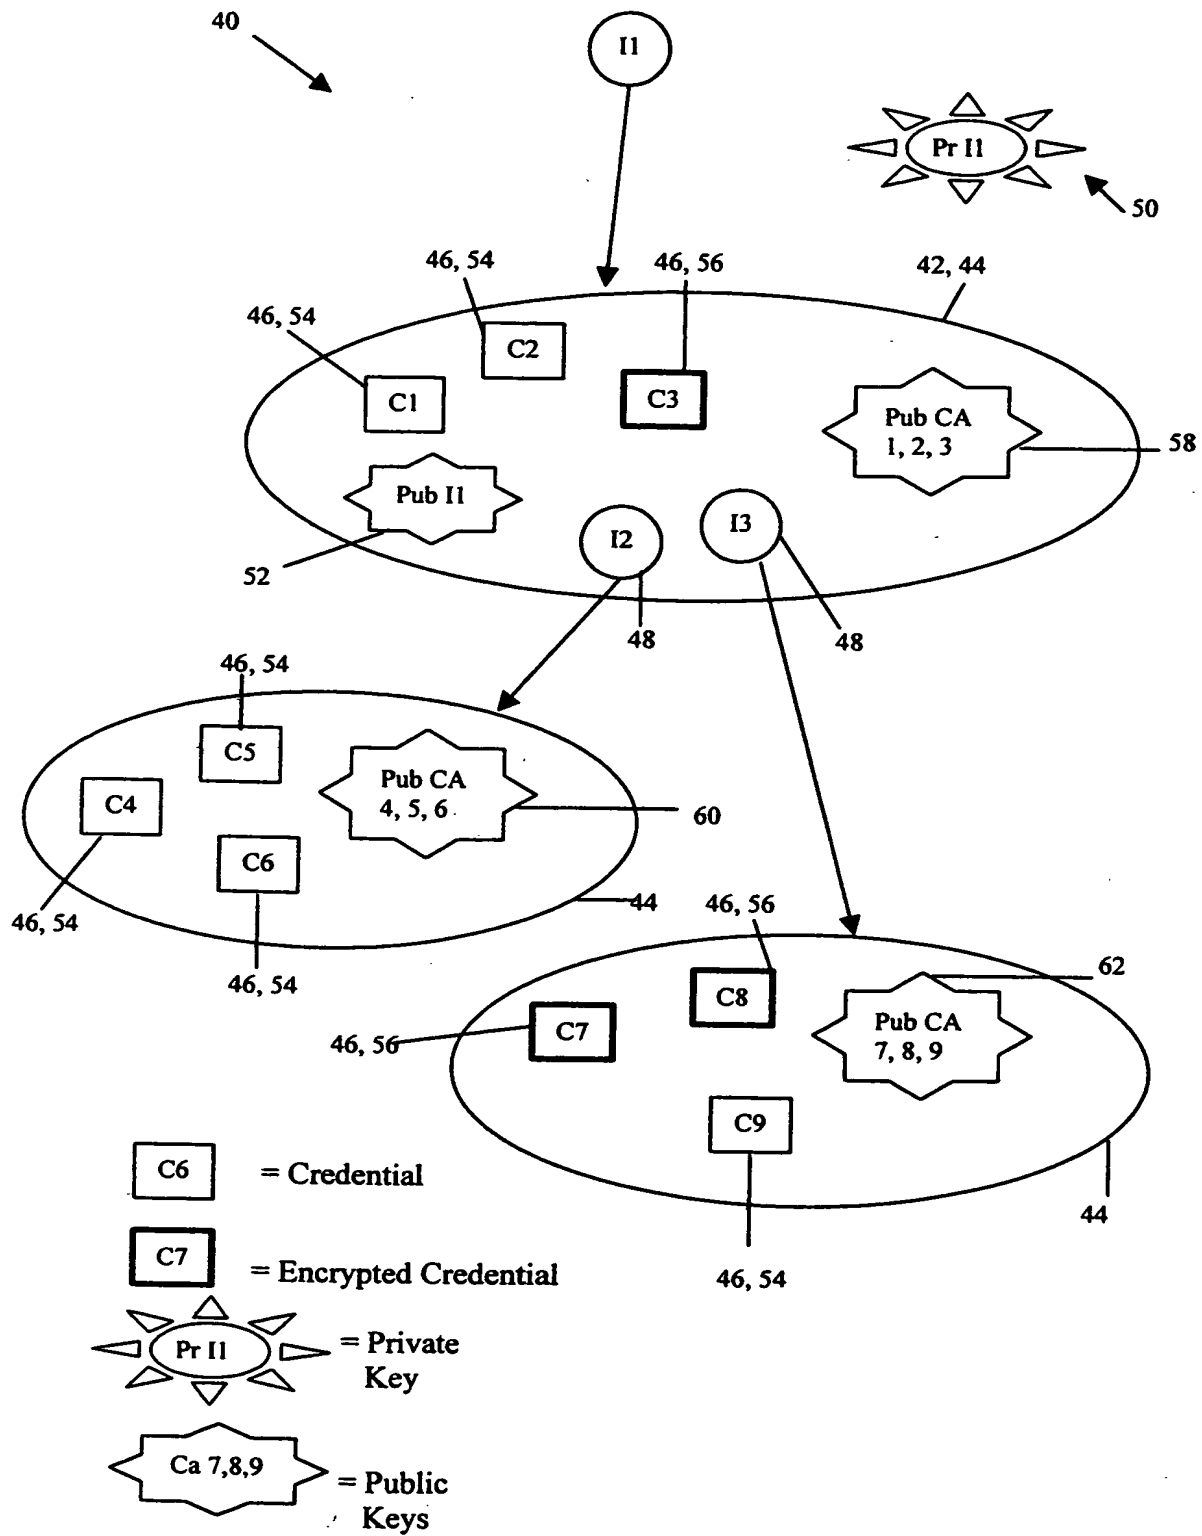 40
I1
Pr I1
50
46, 54
46, 56
42, 44
46, 54
C2
C1
C3
Pub CA
1, 2, 3
58
Pub I1
I2
I3
52
48
48
46, 54
C5
Pub CA
4, 5, 6
C4
60
C6
46, 54
44
46, 56
46, 54
62
C8
Pub CA
7, 8, 9
C7
46, 56
C9
44
46, 54
C6
= Credential
C7
= Encrypted Credential
Pr I1
= Private
Key
Ca 7,8,9
= Public
Keys